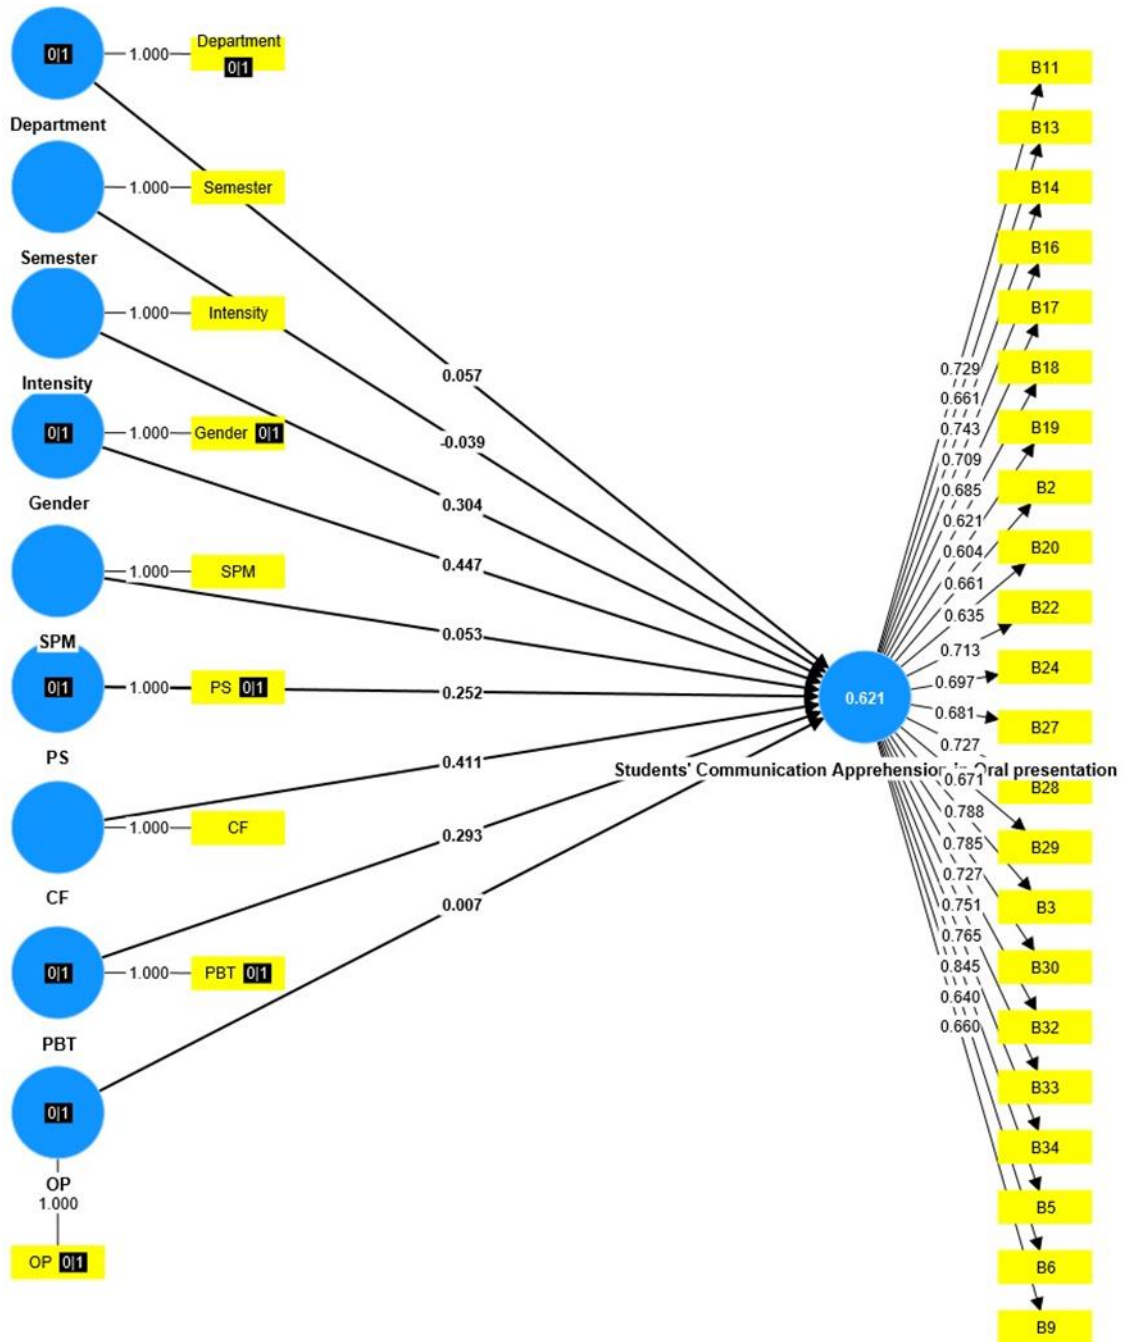 0|1
1.000
Department
0|1
Department
1.000
Semester
Semester
1.000
Intensity
Intensity
0|1
1.000
Gender 0|1
Gender
1.000
SPM
SPM
0|1
1.000
PS 0|1
PS
1.000
CF
CF
0|1
1.000
PBT 0|1
PBT
0|1
OP
1.000
OP 0|1
0.057
-0.039
0.304
0.447
0.053
0.252
0.411
0.293
0.007
0.621
Students' Communication Apprehension in Oral presentation
0.729
0.661
0.743
0.709
0.685
0.621
0.604
0.661
0.635
0.713
0.697
0.681
0.727
0.671
0.788
0.785
0.727
0.751
0.765
0.845
0.640
0.660
B11
B13
B14
B16
B17
B18
B19
B2
B20
B22
B24
B27
B28
B29
B3
B30
B32
B33
B34
B5
B6
B9